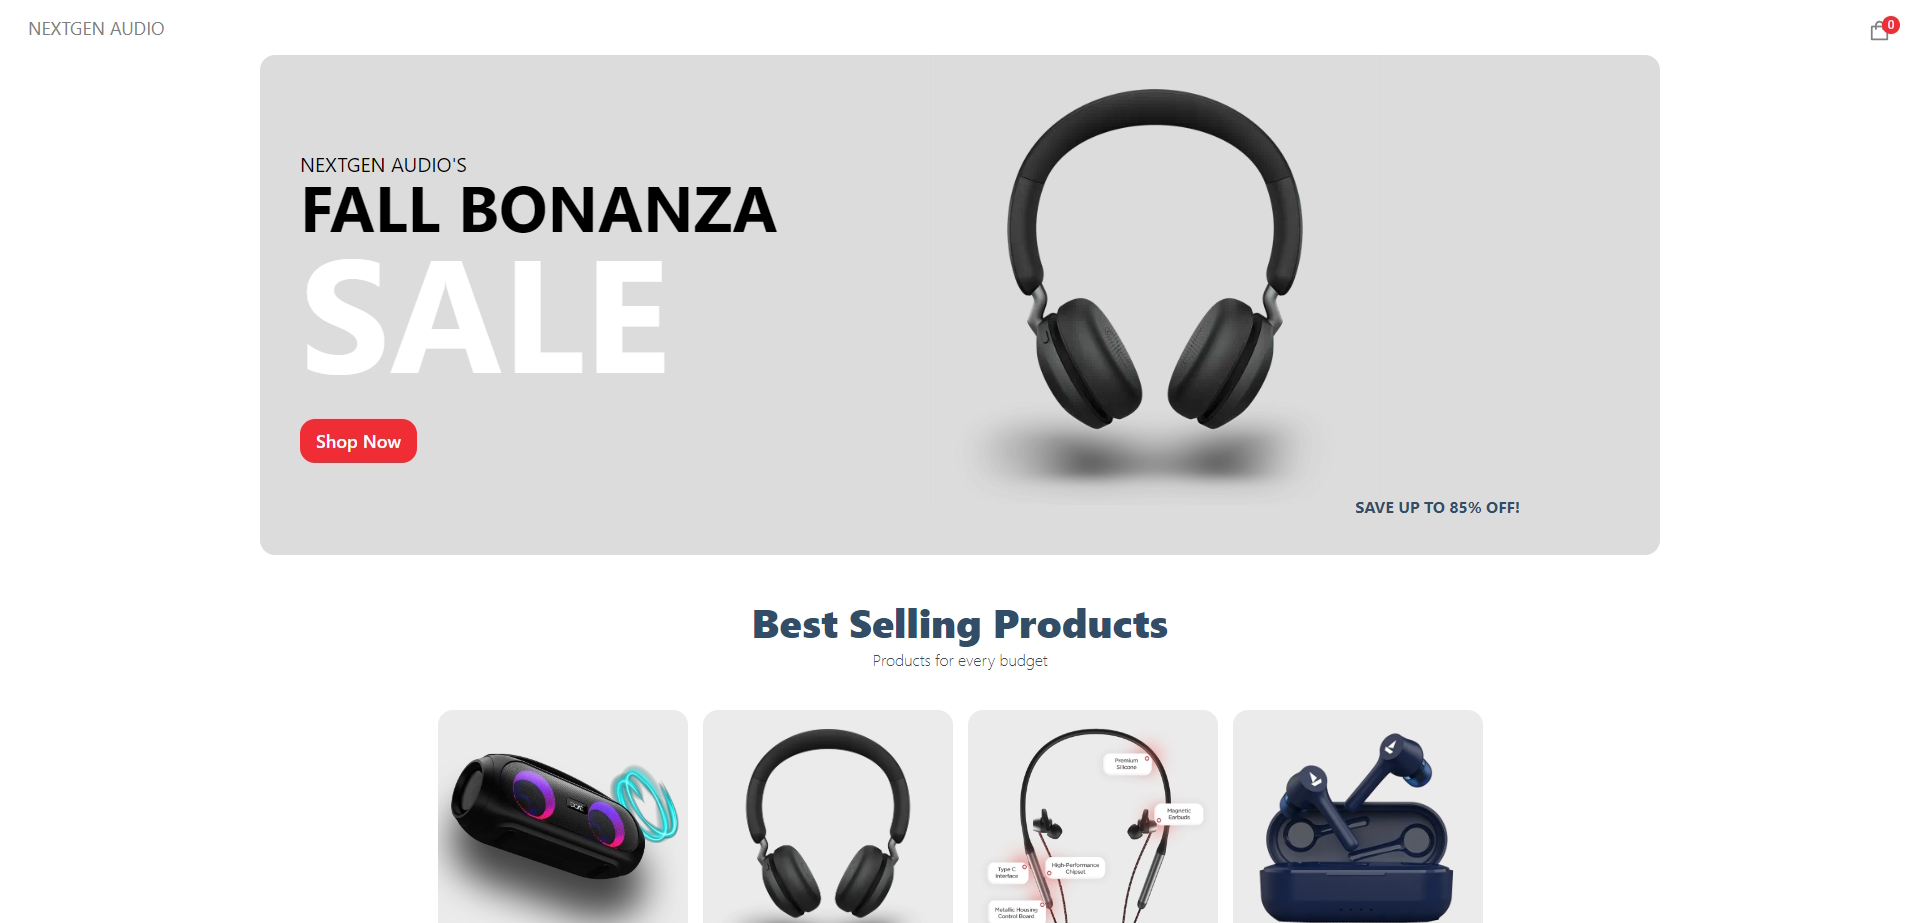 NEXTGEN AUDIO
0
NEXTGEN AUDIO'S
FALL BONANZA
SALE
Shop Now
SAVE UP TO 85% OFF!
Best Selling Products
Products for every budget
Premium
Silicone
Magnetic
Earbuds
High-Performance
Chipset
Type C
Interface
Metallic Housing
Control Board